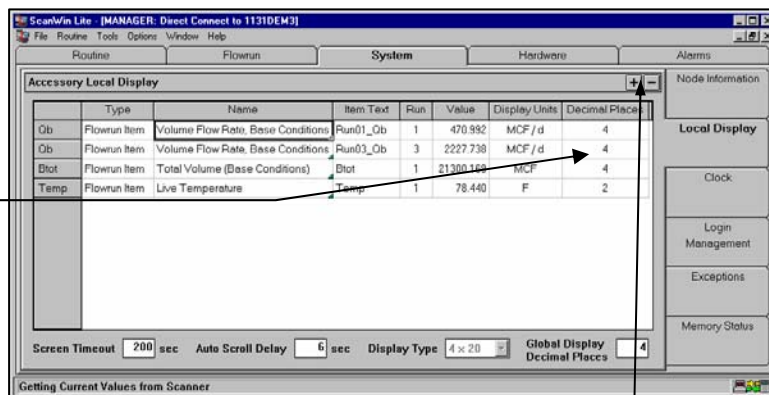 ScanWin Lite - [MANAGER: Direct Connect to 1131DEM3]
File Routine Tools Options Window Help
Routine Flowrun System Hardware Alarms
Accessory Local Display + -
Type Name Item Text Run Value Display Units Decimal Places
Qb Flowrun Item Volume Flow Rate, Base Conditions Run01_Qb 1 470.992 MCF / d 4
Qb Flowrun Item Volume Flow Rate, Base Conditions Run03_Qb 3 2227.738 MCF / d 4
Btot Flowrun Item Total Volume (Base Conditions) Btot 1 21300.169 MCF 4
Temp Flowrun Item Live Temperature Temp 1 78.440 F 2
Node Information
Local Display
Clock
Login
Management
Exceptions
Memory Status
Screen Timeout 200 sec Auto Scroll Delay 6 sec Display Type 4 x 20 Global Display Decimal Places 4
Getting Current Values from Scanner